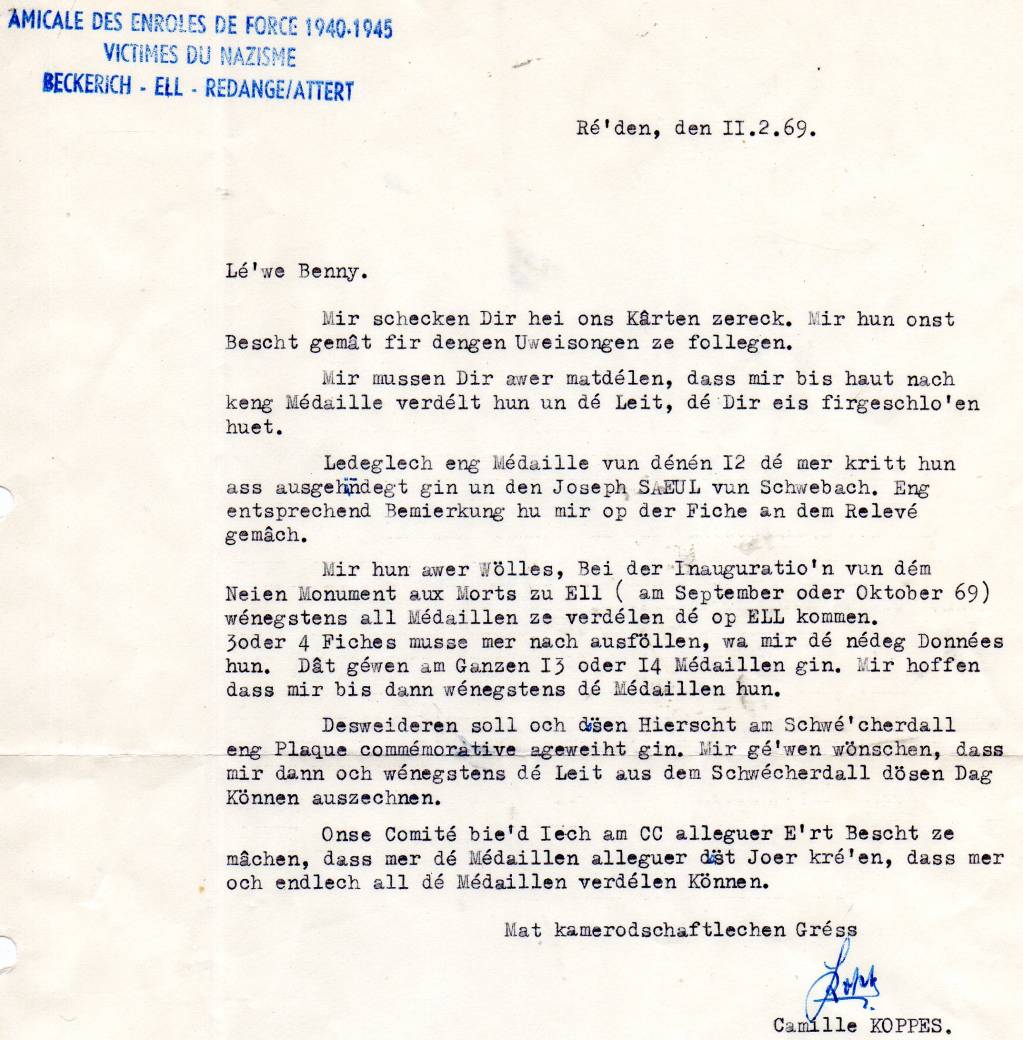 AMICALE DES ENROLES DE FORCE 1940-1945
VICTIMES DU NAZISME
BECKERICH - ELL - REDANGE/ATTERT
Ré'den, den II.2.69.
Lé'we Benny.
Mir schecken Dir hei ons Kârten zereck. Mir hun onst
Bescht gemât fir dengen Uweisongen ze follegen.
Mir mussen Dir awer matdélen, dass mir bis haut nach
keng Médaille verdélt hun un dé Leit, dé Dir eis firgeschlo'en
huet.
Ledeglech eng Médaille vun dénén I2 dé mer kritt hun
ass ausgehndegt gin un den Joseph SAEUL vun Schwebach. Eng
entsprechend Bemierkung hu mir op der Fiche an dem Relevé
gemâch.
Mir hun awer Wölles, Bei der Inauguratio'n vun dém
Neien Monument aux Morts zu Ell ( am September oder Oktober 69)
wénegstens all Médaillen ze verdélen dé op ELL kommen.
3oder 4 Fiches musse mer nach ausföllen, wa mir dé nédeg Données
hun. Dât géwen am Ganzen I3 oder I4 Médaillen gin. Mir hoffen
dass mir bis dann wénegstens dé Médaillen hun.
Desweideren soll och dösen Hierscht am Schwé'cherdall
eng Plaque commémorative ageweiht gin. Mir gé'wen wönschen, dass
mir dann och wénegstens dé Leit aus dem Schwécherdall dösen Dag
Können auszechnen.
Onse Comité bie'd Iech am CC alleguer E'rt Bescht ze
mâchen, dass mer dé Médaillen alleguer döst Joer kré'en, dass mer
och endlech all dé Médaillen verdélen Können.
Mat kamerodschaftlechen Gréss
Camille KOPPES.